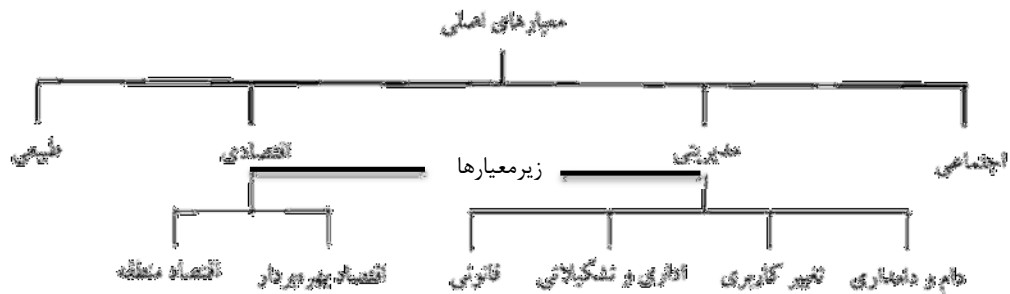 معیارهای اصلی
اجتماعی مدیریتی اقتصادی طبیعی
زیرمعیارها
دام و دامداری تغییر کاربری اداری و تشکیلاتی قانونی اقتصاد بهره‌بردار اقتصاد منطقه